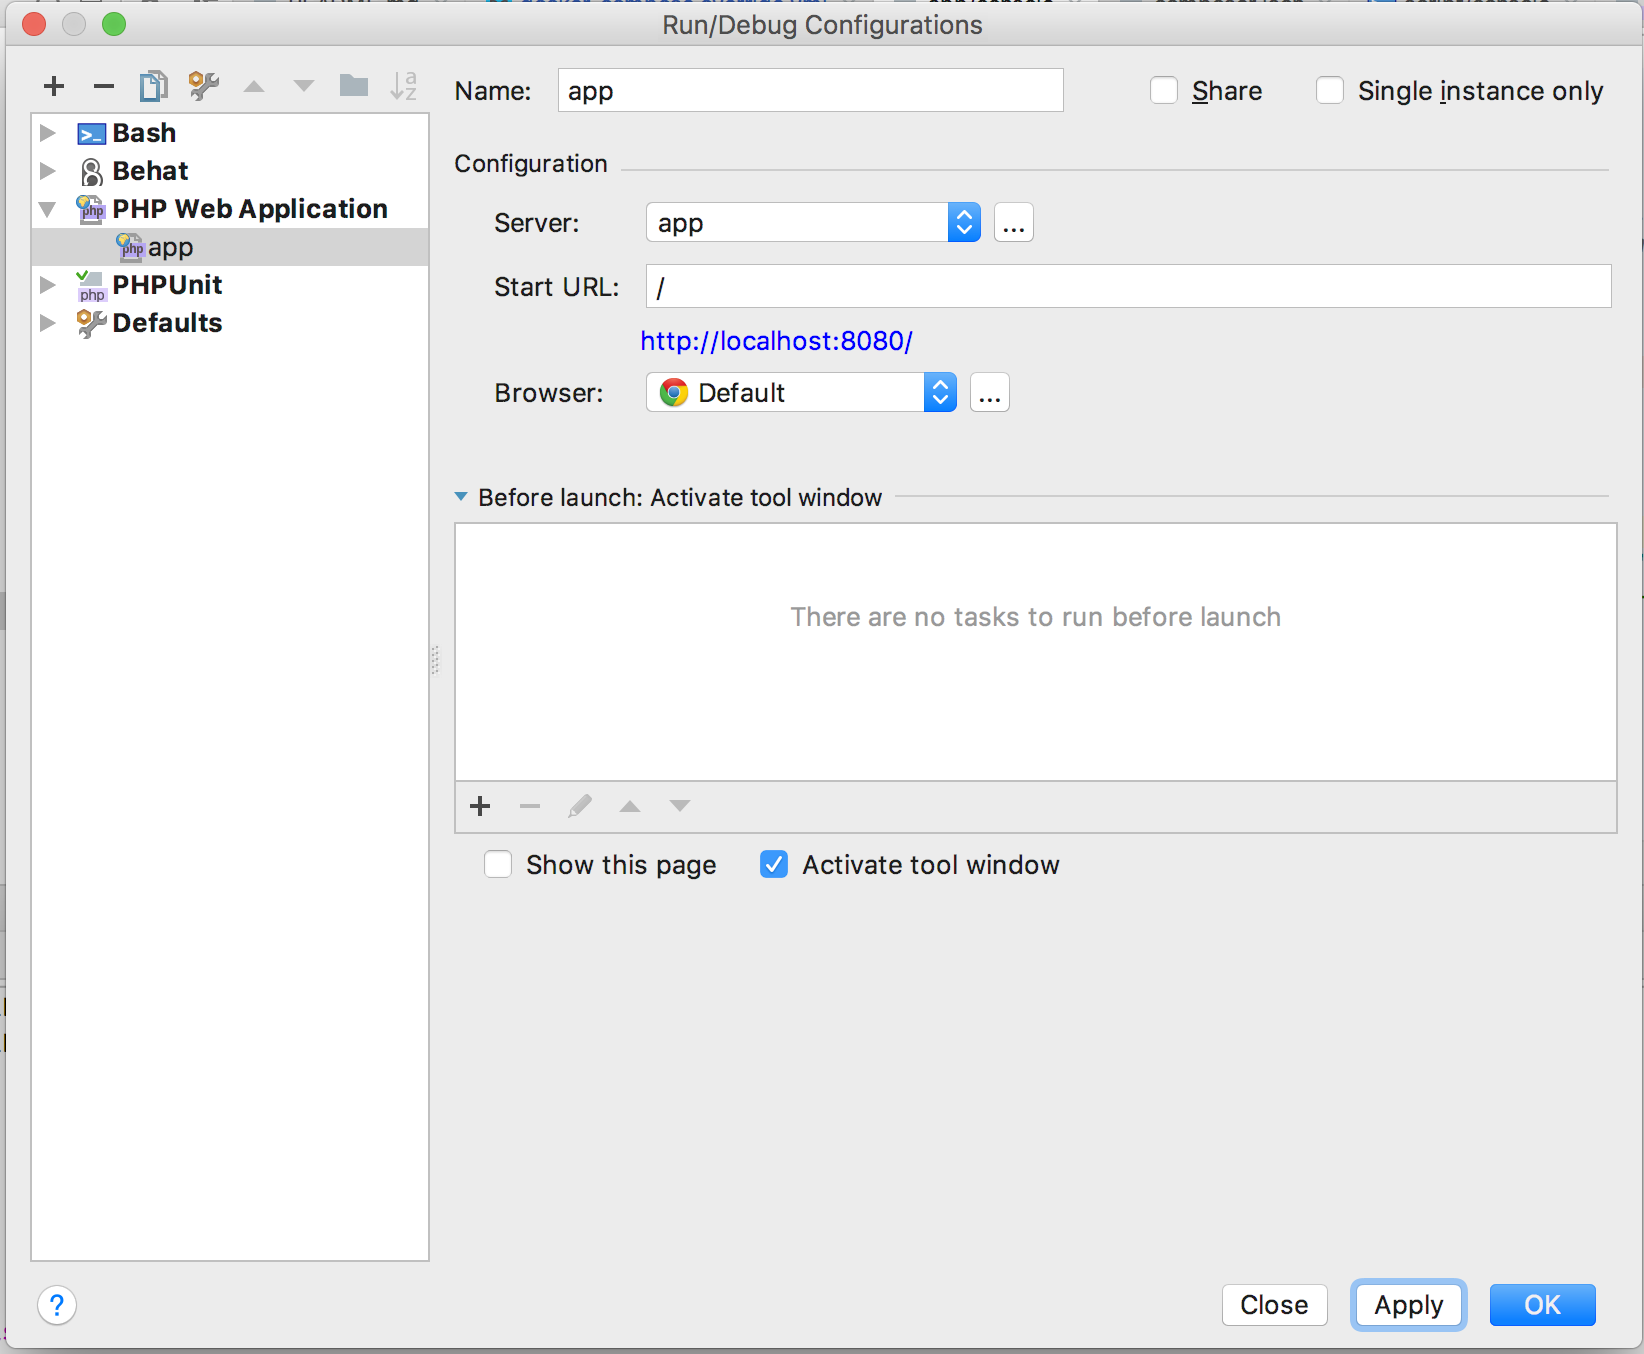 Run/Debug Configurations
Name: app
Share
Single instance only
Bash
Behat
PHP Web Application
app
PHPUnit
Defaults
Configuration
Server: app ...
Start URL: /
http://localhost:8080/
Browser: Default ...
Before launch: Activate tool window
There are no tasks to run before launch
Show this page
Activate tool window
?
Close
Apply
OK